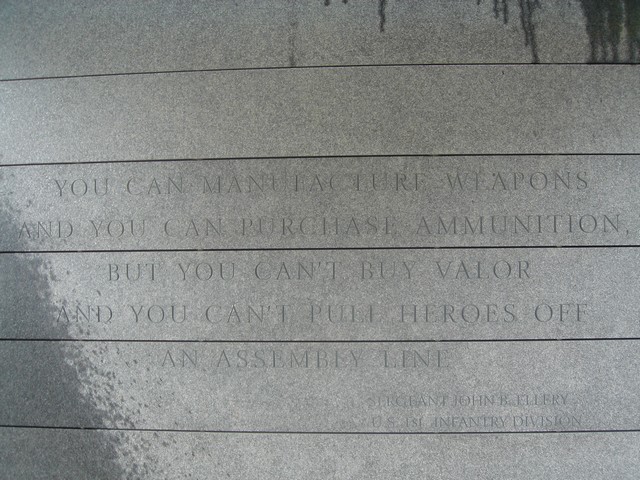 YOU CAN MANUFACTURE WEAPONS
AND YOU CAN PURCHASE AMMUNITION,
BUT YOU CAN'T BUY VALOR
AND YOU CAN'T PULL HEROES OFF
AN ASSEMBLY LINE
SERGEANT JOHN B. ELLERY
U.S. 1st INFANTRY DIVISION